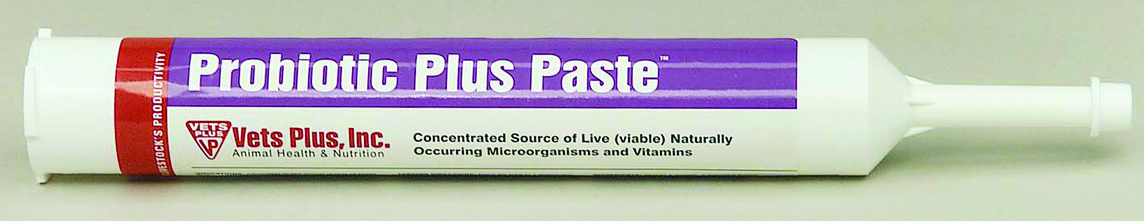 ESTOCK'S PRODUCTIVITY
Probiotic Plus Paste™
VETS
PLUS
VP
Vets Plus, Inc.
Animal Health & Nutrition
Concentrated Source of Live (viable) Naturally
Occurring Microorganisms and Vitamins